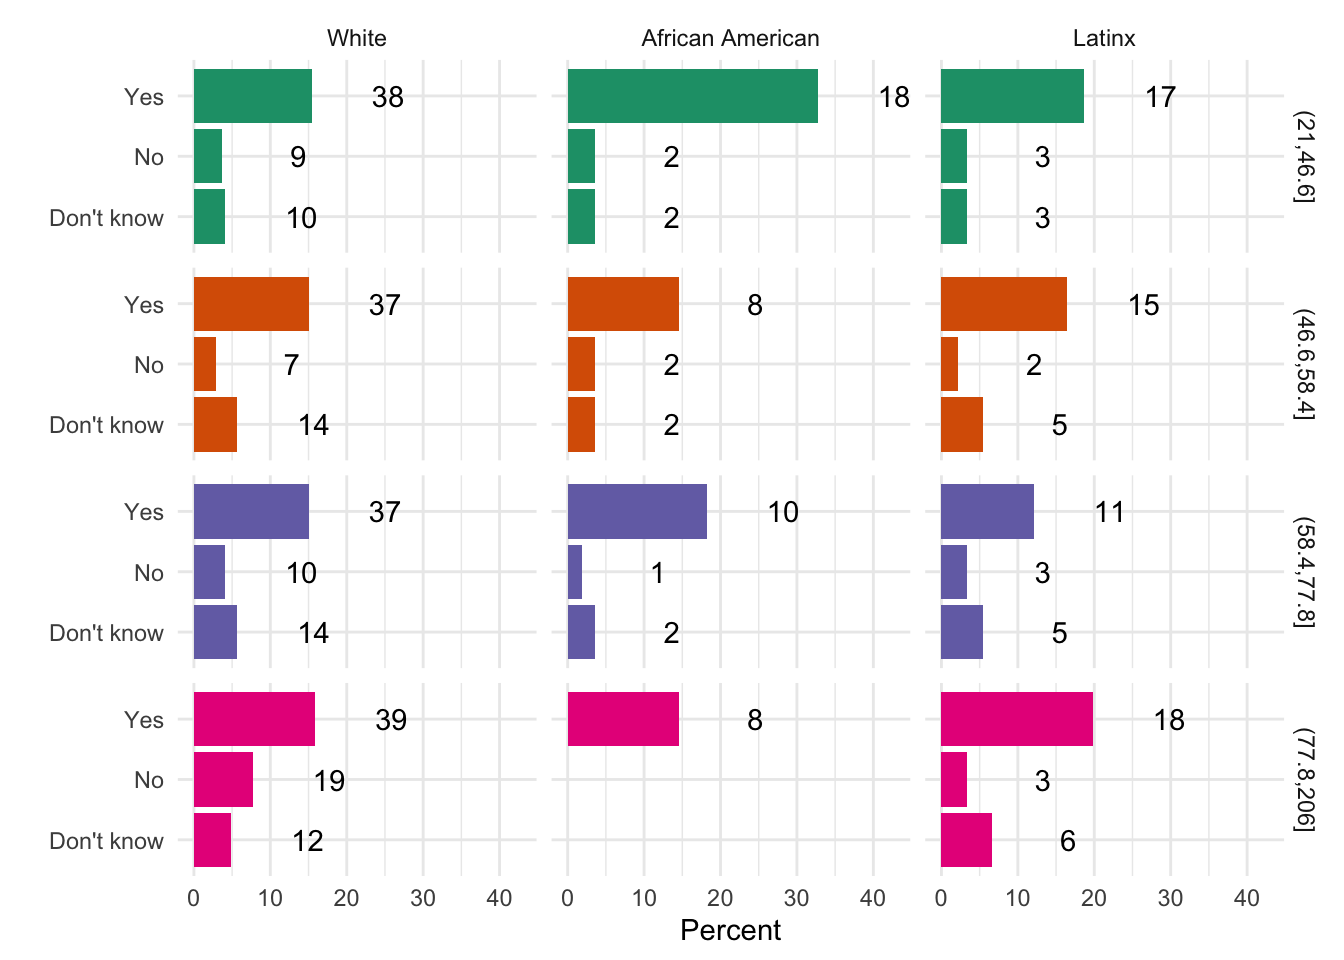 White African American Latinx
Yes 38 18 17
No 9 2 3
Don't know 10 2 3
(21,46.6]
Yes 37 8 15
No 7 2 2
Don't know 14 2 5
(46.6,58.4]
Yes 37 10 11
No 10 1 3
Don't know 14 2 5
(58.4,77.8]
Yes 39 8 18
No 19 3
Don't know 12 6
(77.8,206]
0 10 20 30 40 0 10 20 30 40 0 10 20 30 40
Percent